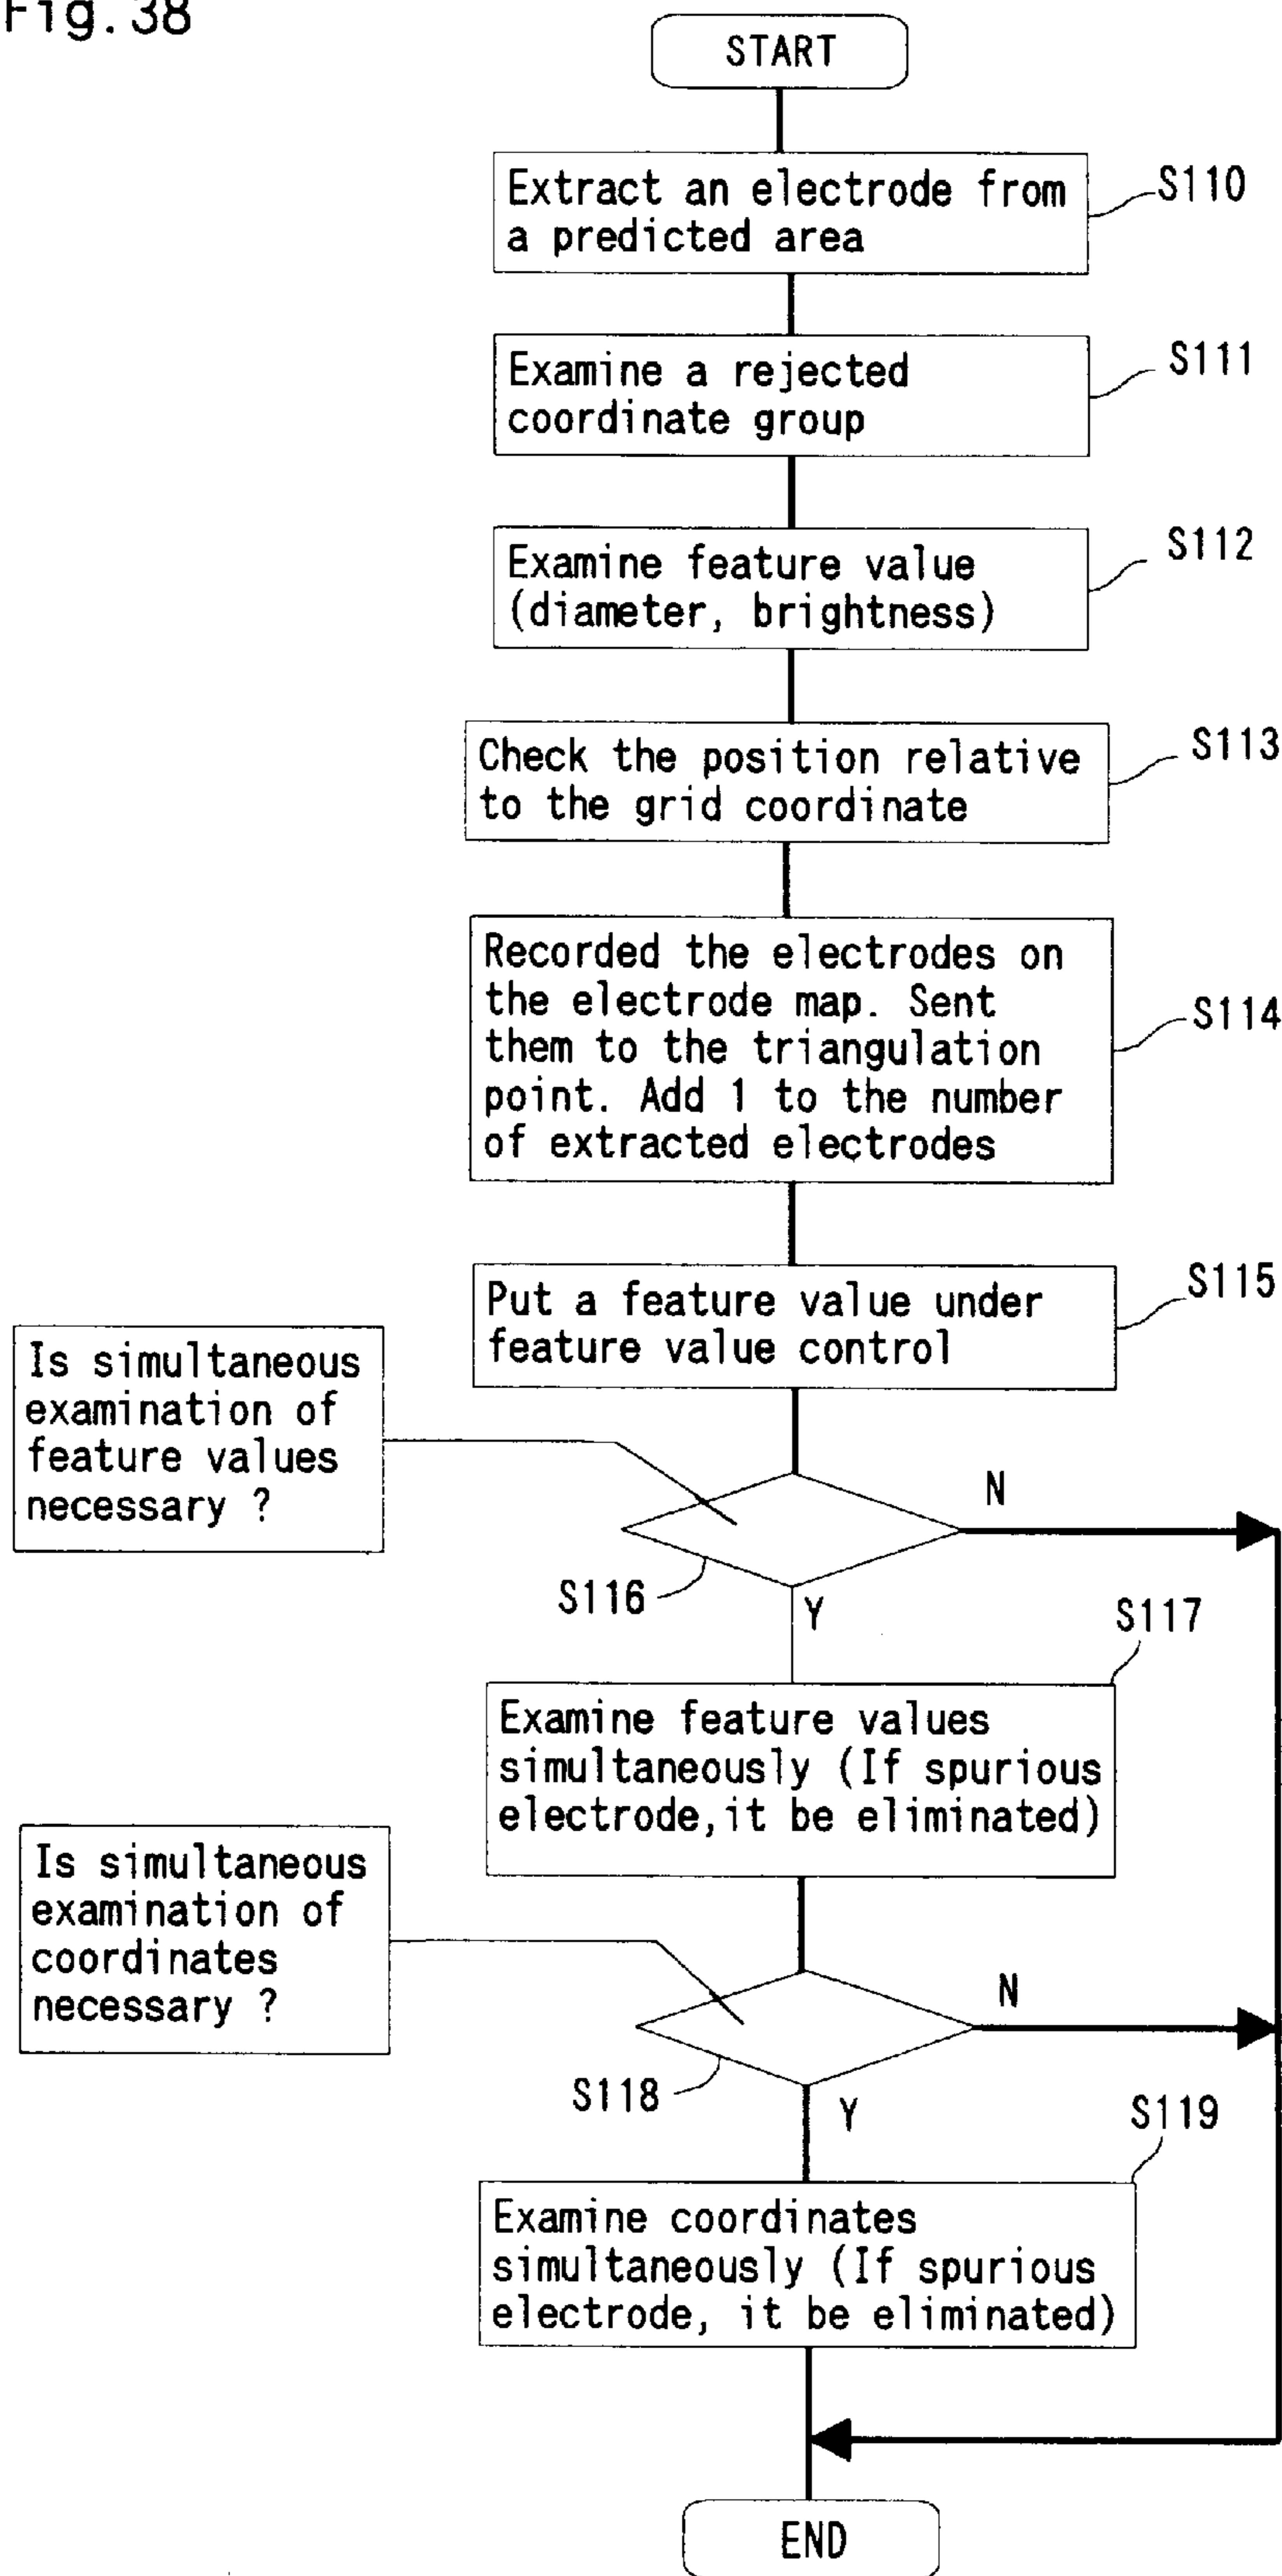 Fig.38
START
Extract an electrode from
a predicted area
S110
Examine a rejected
coordinate group
S111
Examine feature value
(diameter, brightness)
S112
Check the position relative
to the grid coordinate
S113
Recorded the electrodes on
the electrode map. Sent
them to the triangulation
point. Add 1 to the number
of extracted electrodes
S114
Put a feature value under
feature value control
S115
Is simultaneous
examination of
feature values
necessary ?
N
S116
Y
S117
Examine feature values
simultaneously (If spurious
electrode,it be eliminated)
Is simultaneous
examination of
coordinates
necessary ?
N
S118
Y
S119
Examine coordinates
simultaneously (If spurious
electrode, it be eliminated)
END